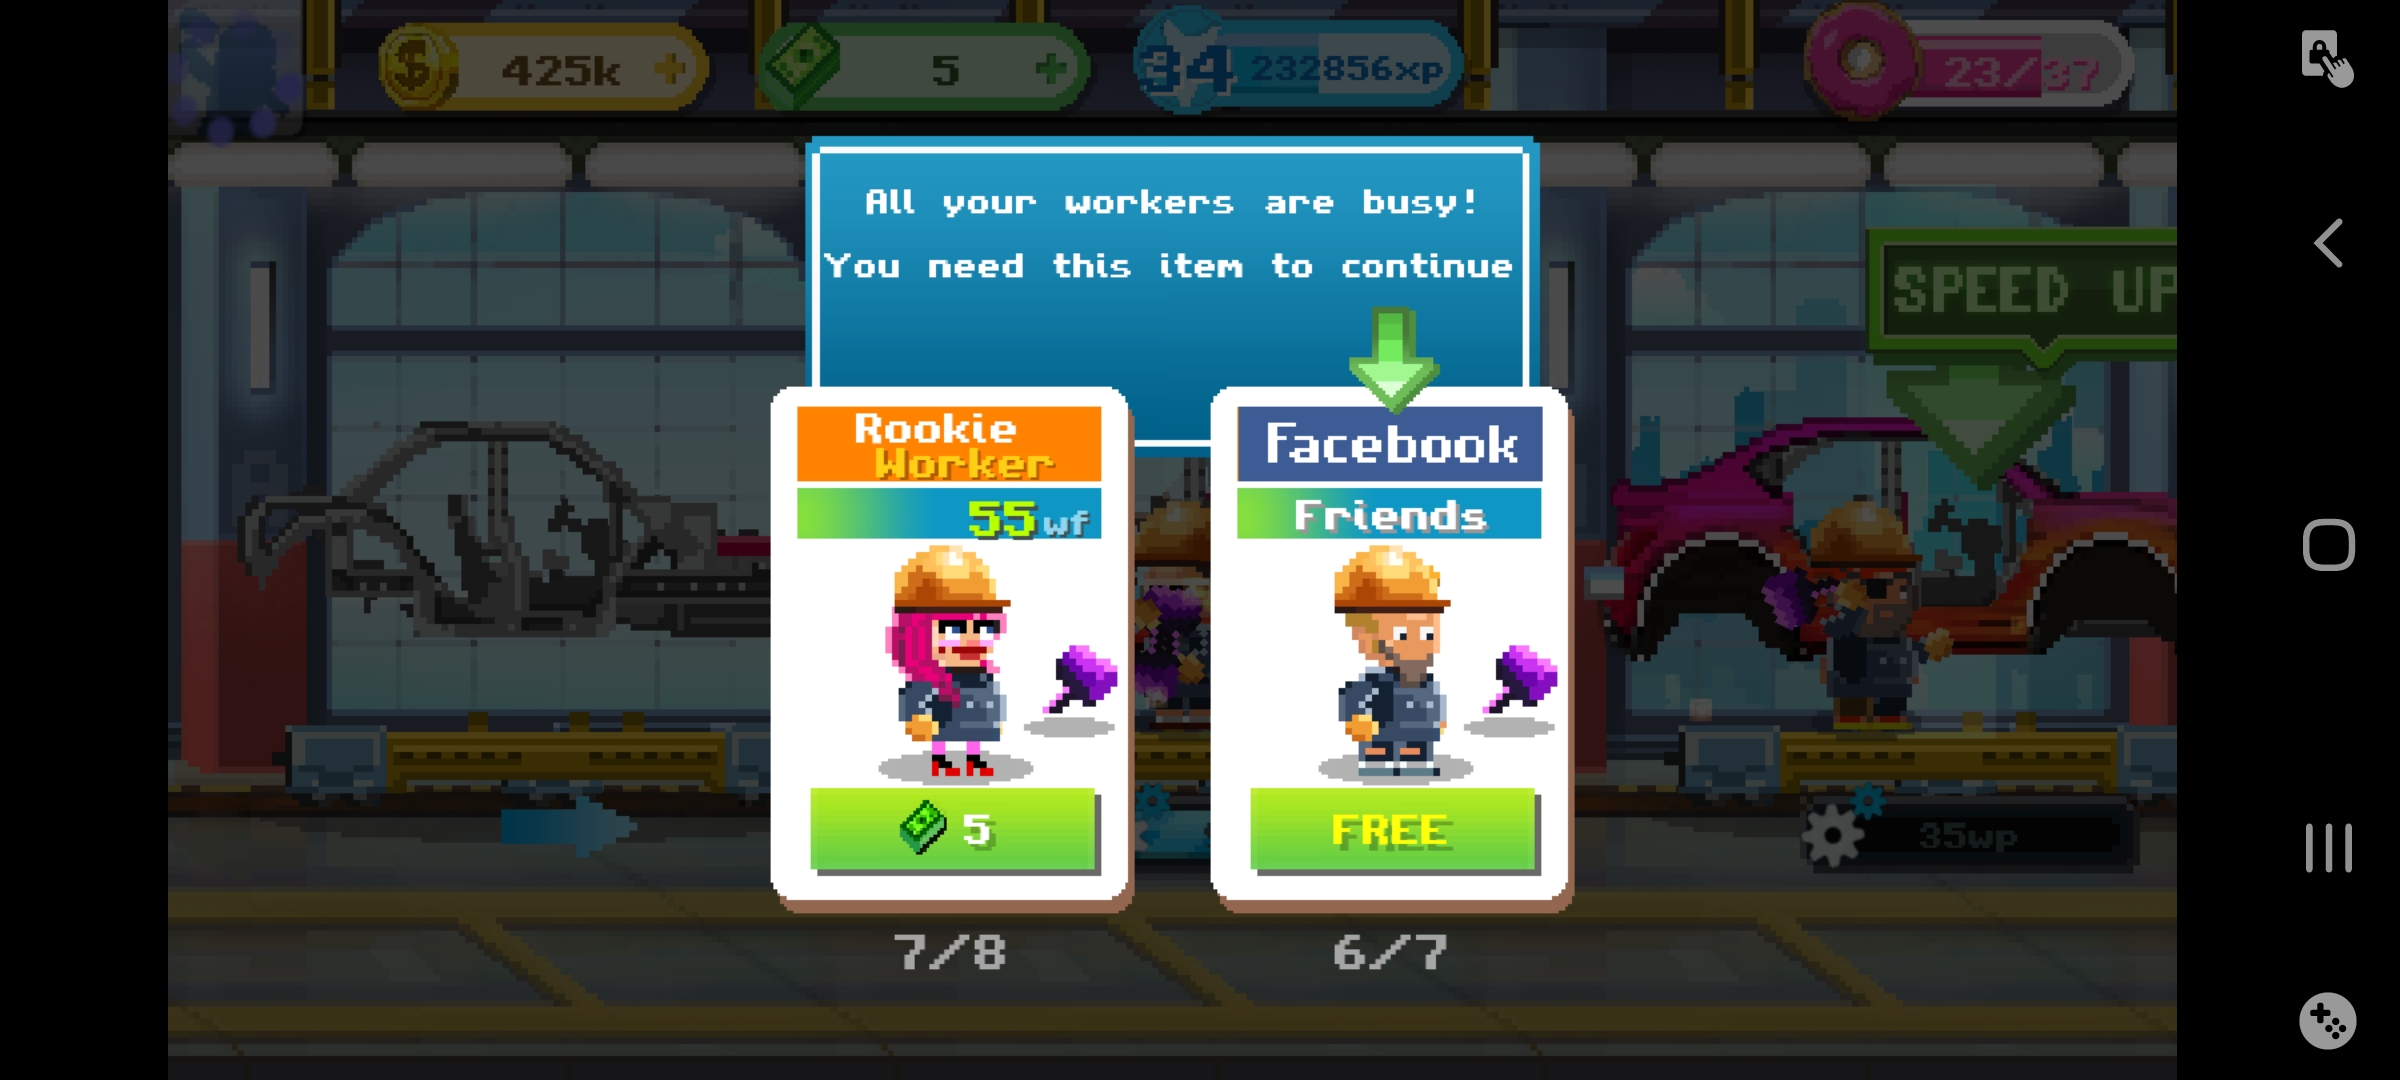 425k
5
34
232856xp
23/37
All your workers are busy!
You need this item to continue
SPEED UP
Rookie
Worker
55wf
Facebook
Friends
5
FREE
35wp
7/8
6/7